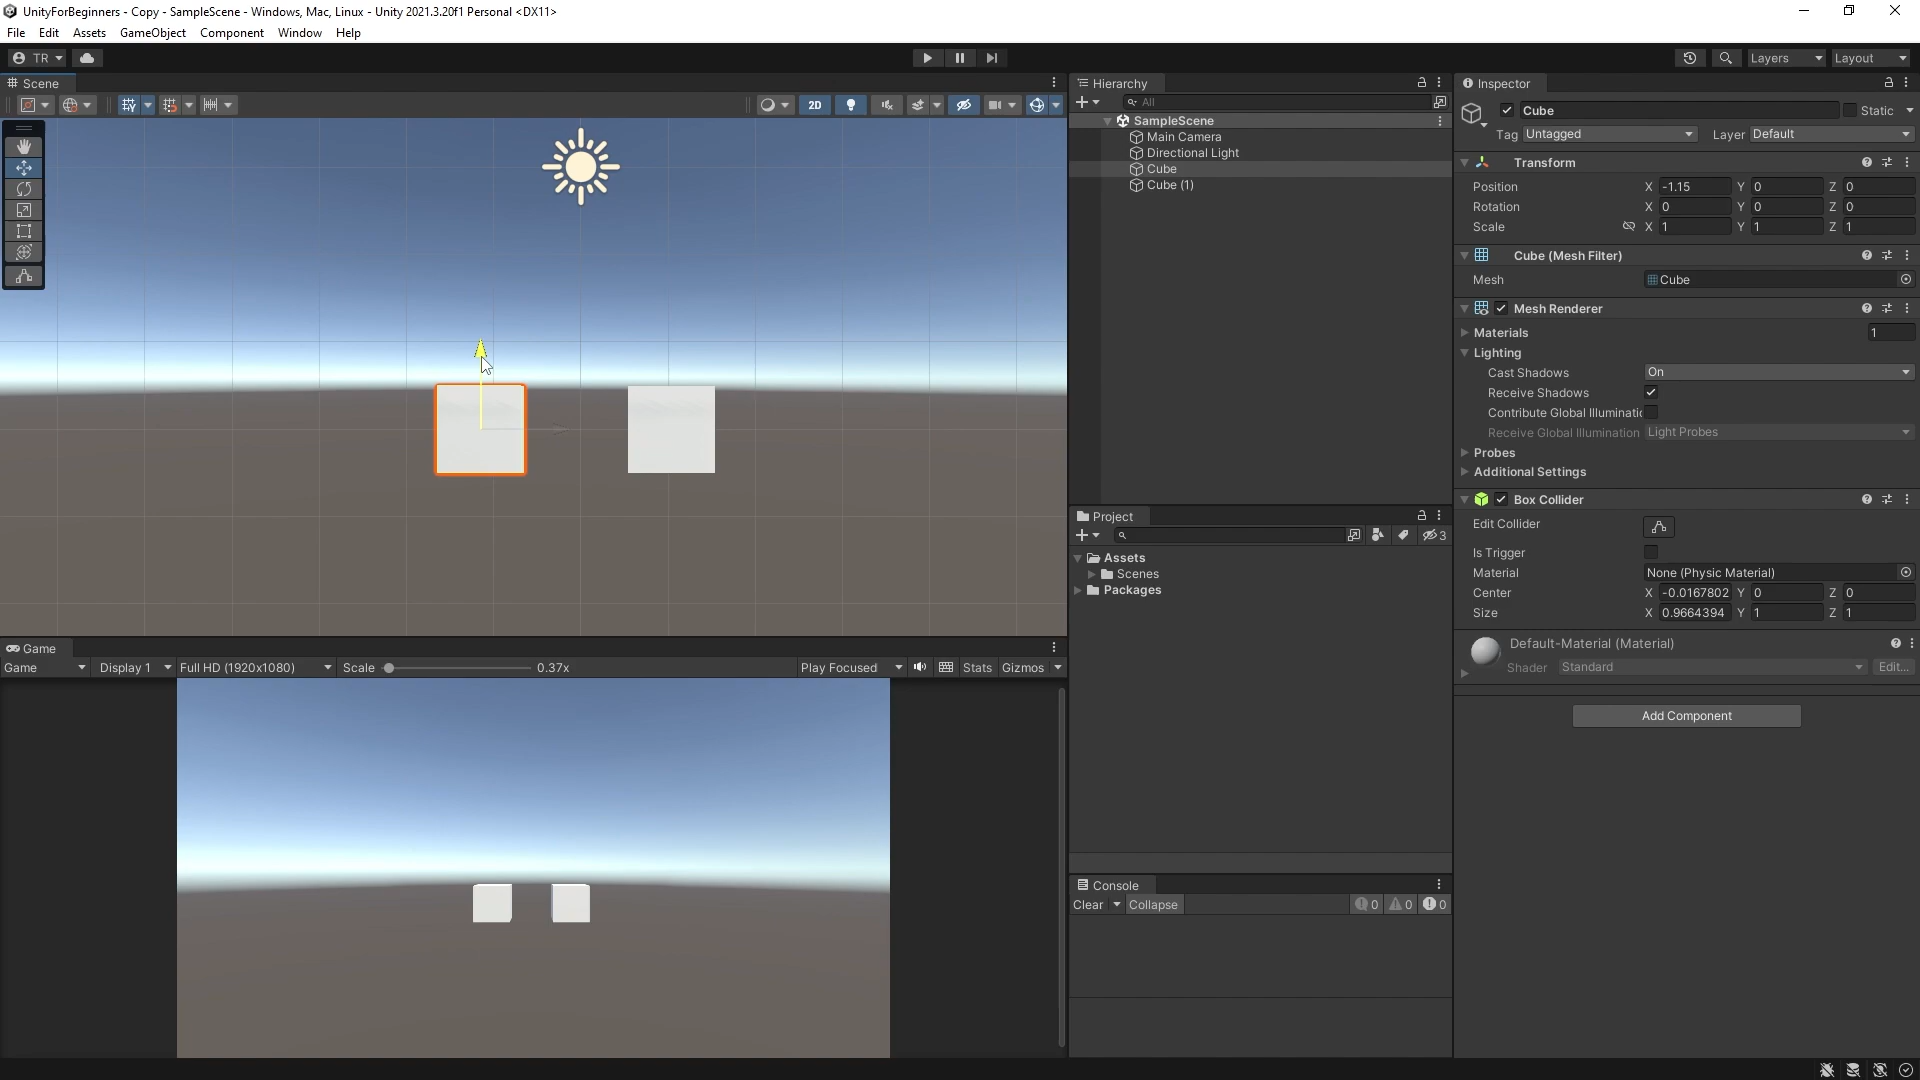 UnityForBeginners - Copy - SampleScene - Windows, Mac, Linux - Unity 2021.3.20f1 Personal <DX11>
File Edit Assets GameObject Component Window Help
TR Layers Layout
Scene
2D
Hierarchy
All
SampleScene
Main Camera
Directional Light
Cube
Cube (1)
Project
3
Assets
Scenes
Packages
Console
Clear Collapse 0 0 0
Inspector
Cube Static
Tag Untagged Layer Default
Transform
Position X -1.15 Y 0 Z 0
Rotation X 0 Y 0 Z 0
Scale X 1 Y 1 Z 1
Cube (Mesh Filter)
Mesh Cube
Mesh Renderer
Materials 1
Lighting
Cast Shadows On
Receive Shadows
Contribute Global Illuminatic
Receive Global Illumination Light Probes
Probes
Additional Settings
Box Collider
Edit Collider
Is Trigger
Material None (Physic Material)
Center X -0.0167802 Y 0 Z 0
Size X 0.9664394 Y 1 Z 1
Default-Material (Material)
Shader Standard Edit...
Add Component
Game
Game Display 1 Full HD (1920x1080) Scale 0.37x Play Focused Stats Gizmos